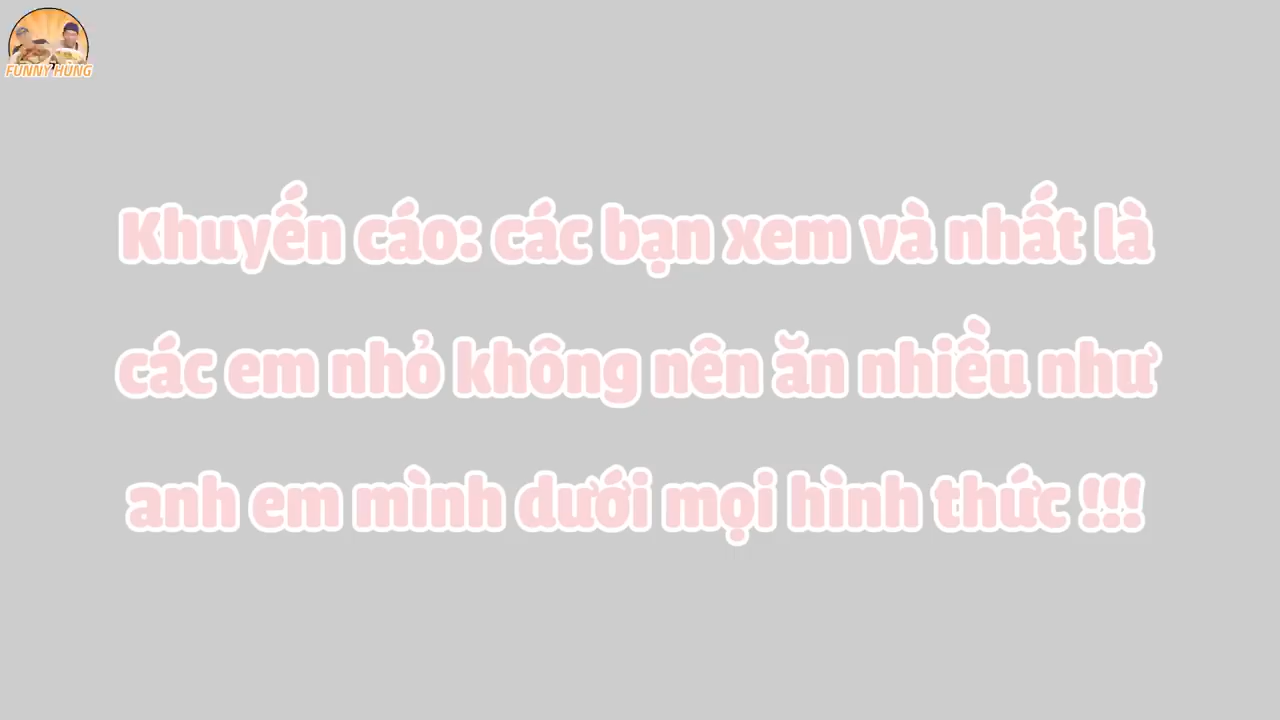 FUNNY HÙNG
Khuyến cáo: các bạn xem và nhất là
các em nhỏ không nên ăn nhiều như
anh em mình dưới mọi hình thức !!!